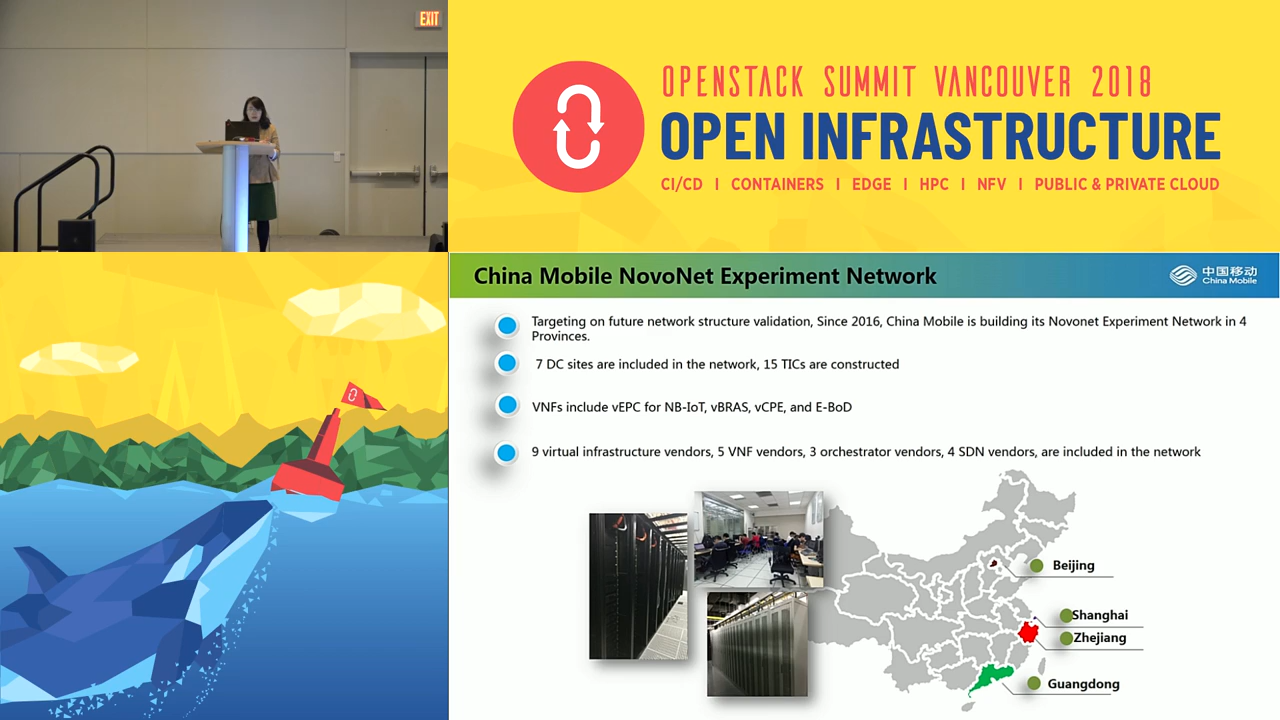 EXIT
OPENSTACK SUMMIT VANCOUVER 2018
OPEN INFRASTRUCTURE
CI/CD I CONTAINERS I EDGE I HPC I NFV I PUBLIC & PRIVATE CLOUD
China Mobile NovoNet Experiment Network
中国移动
China Mobile
Targeting on future network structure validation, Since 2016, China Mobile is building its Novonet Experiment Network in 4
Provinces.
7 DC sites are included in the network, 15 TICs are constructed
VNFs include vEPC for NB-IoT, vBRAS, vCPE, and E-BoD
9 virtual infrastructure vendors, 5 VNF vendors, 3 orchestrator vendors, 4 SDN vendors, are included in the network
Beijing
Shanghai
Zhejiang
Guangdong